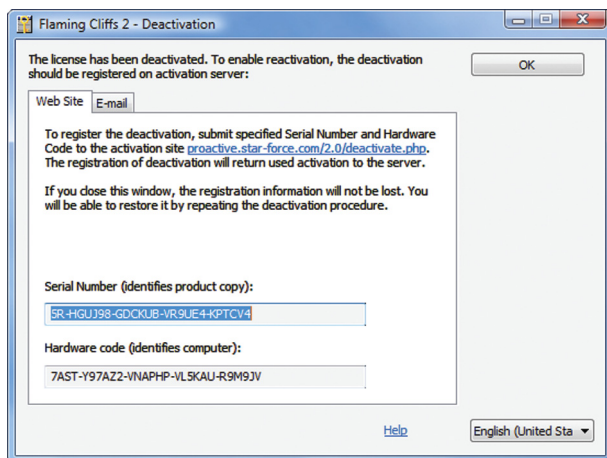 Flaming Cliffs 2 - Deactivation
The license has been deactivated. To enable reactivation, the deactivation
should be registered on activation server:
OK
Web Site
E-mail
To register the deactivation, submit specified Serial Number and Hardware
Code to the activation site proactive.star-force.com/2.0/deactivate.php.
The registration of deactivation will return used activation to the server.
If you close this window, the registration information will not be lost. You
will be able to restore it by repeating the deactivation procedure.
Serial Number (identifies product copy):
5R-HGUJ98-GDCKUB-VR9UE4-KPTCV4
Hardware code (identifies computer):
7AST-Y97AZ2-VNAPHP-VL5KAU-R9M9JV
Help
English (United Sta